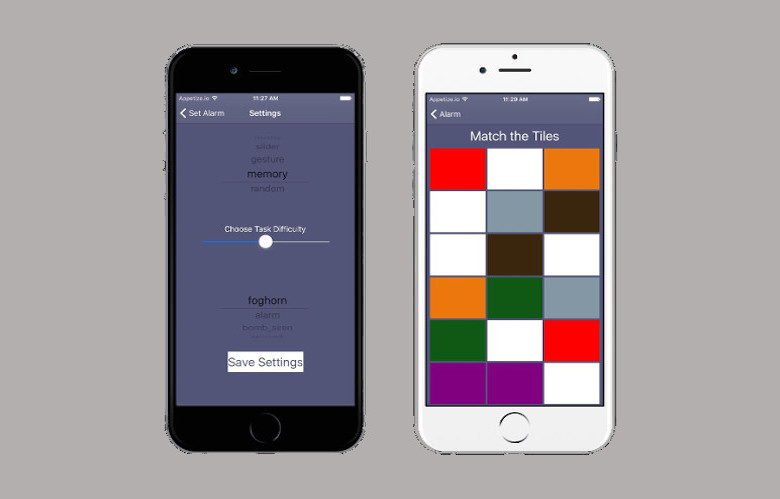 Appetize.io
11:27 AM
Set Alarm
Settings
slider
gesture
memory
random
Choose Task Difficulty
foghorn
alarm
Save Settings
Appetize.io
11:29 AM
Alarm
Match the Tiles